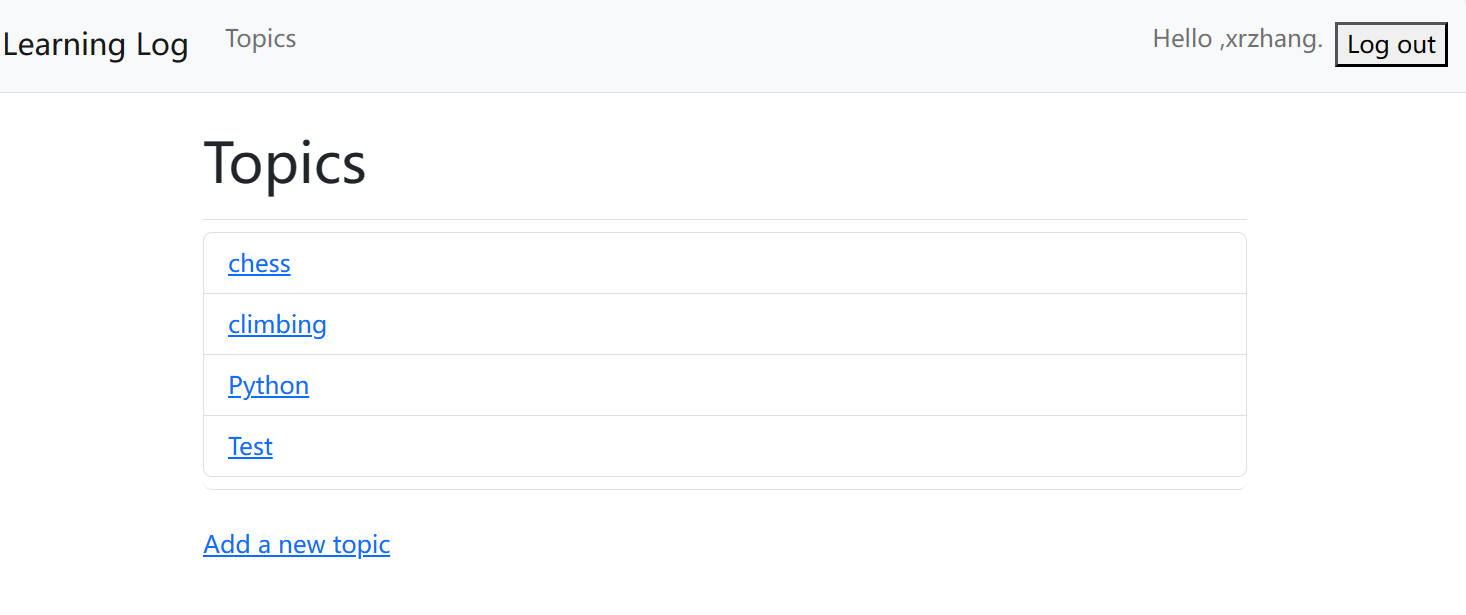 Learning Log Topics Hello ,xrzhang. Log out
Topics
chess
climbing
Python
Test
Add a new topic